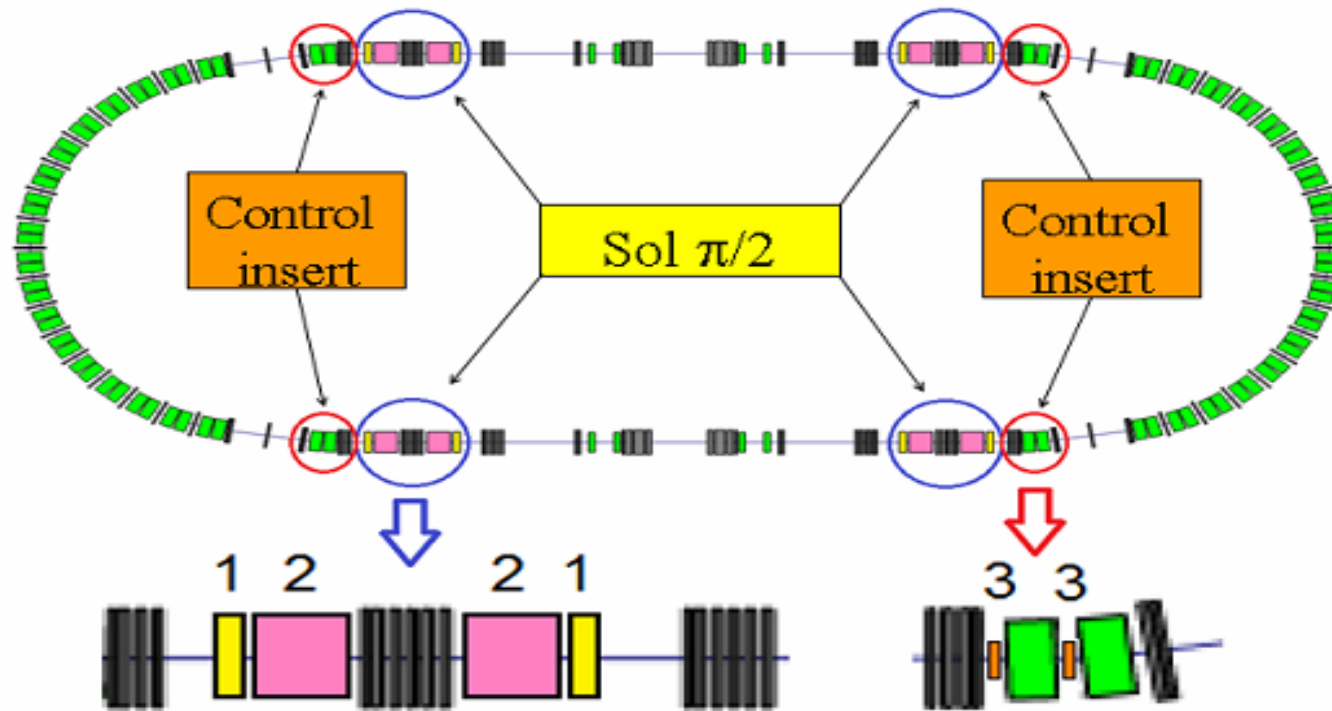 Control
insert
Sol π/2
Control
insert
1 2 2 1
3 3